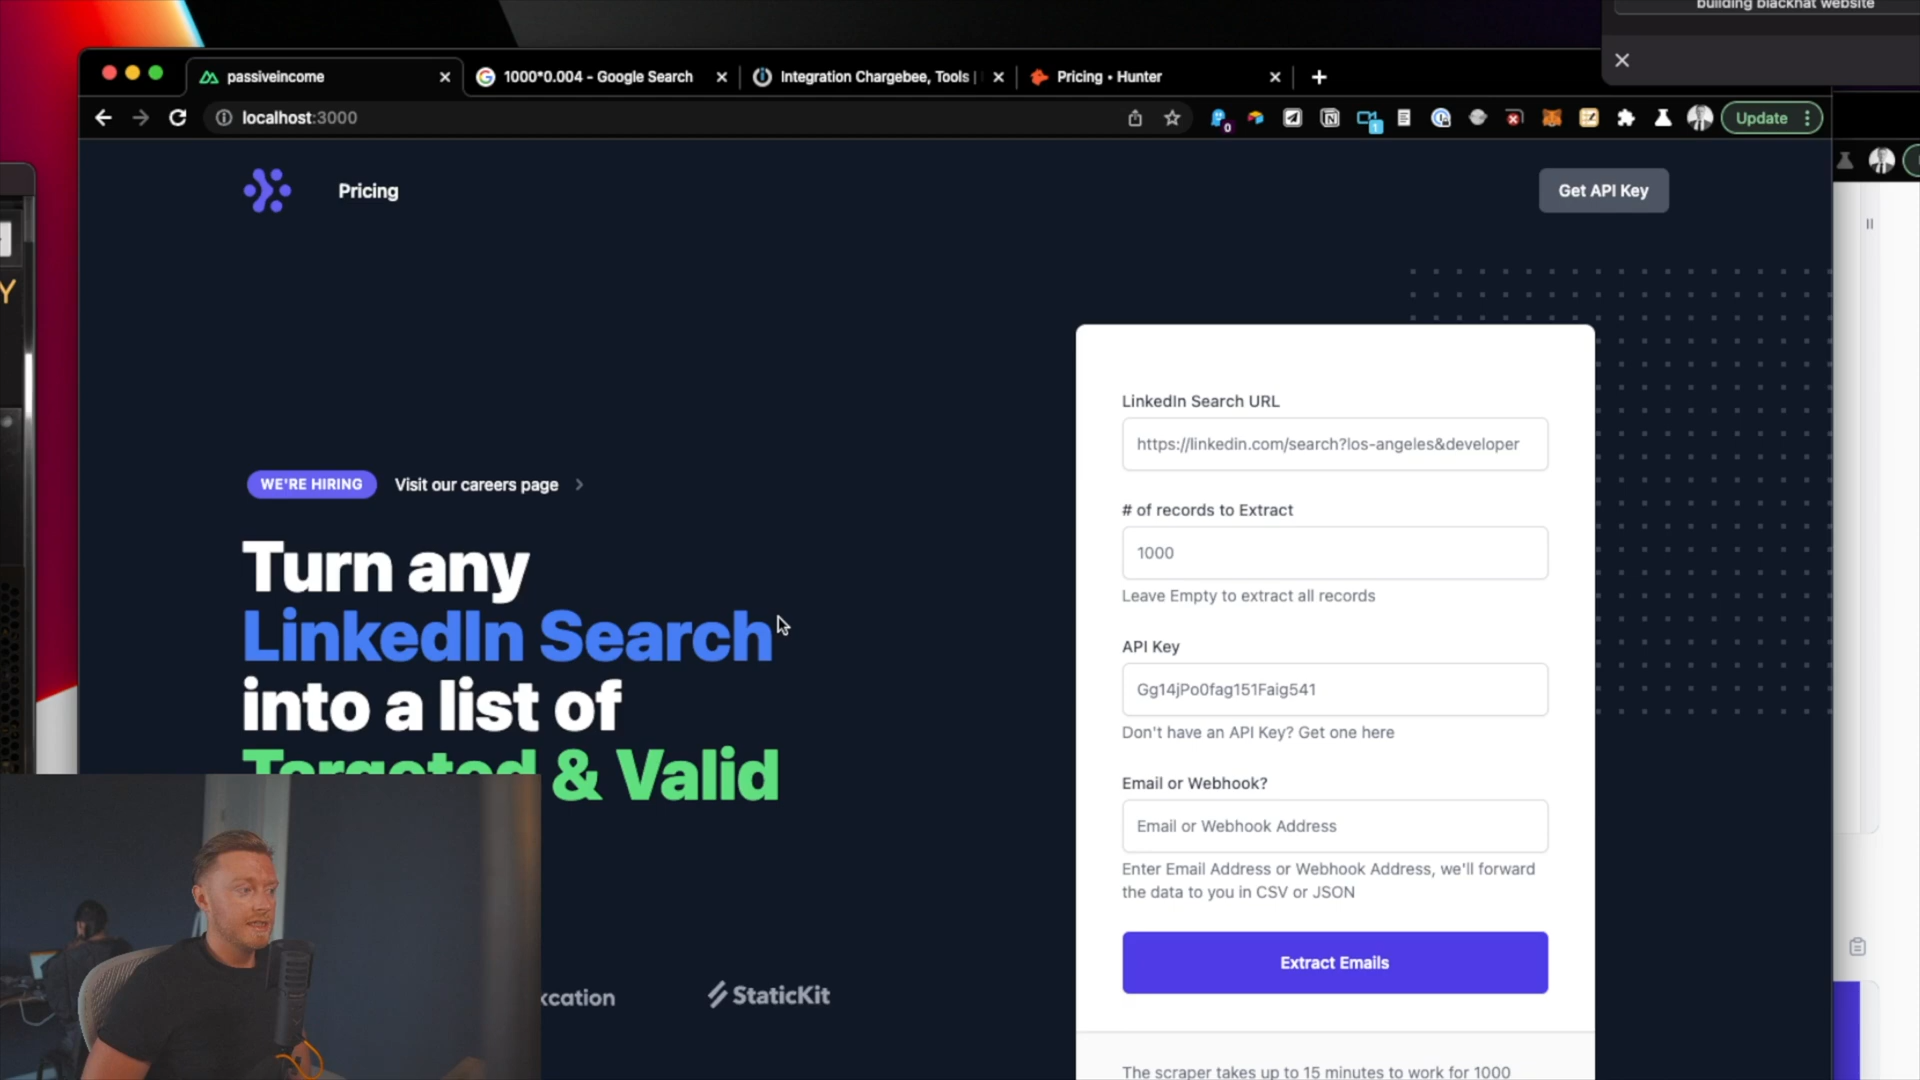 building blackhat website
passiveincome
1000*0.004 - Google Search
Integration Chargebee, Tools |
Pricing • Hunter
localhost:3000
0
1
Update
Pricing
Get API Key
WE'RE HIRING
Visit our careers page
Turn any
LinkedIn Search
into a list of
Targeted & Valid
xcation
StaticKit
LinkedIn Search URL
https://linkedin.com/search?los-angeles&developer
# of records to Extract
1000
Leave Empty to extract all records
API Key
Gg14jPo0fag151Faig541
Don't have an API Key? Get one here
Email or Webhook?
Email or Webhook Address
Enter Email Address or Webhook Address, we'll forward
the data to you in CSV or JSON
Extract Emails
The scraper takes up to 15 minutes to work for 1000
Y